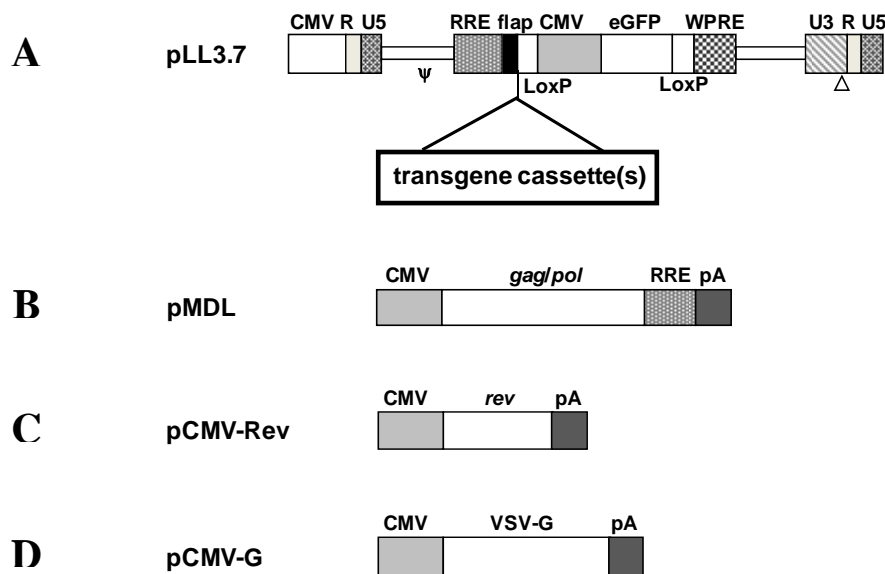 CMV R U5 RRE flap CMV eGFP WPRE U3 R U5
A pLL3.7
ψ LoxP LoxP Δ
transgene cassette(s)
CMV gag/pol RRE pA
B pMDL
CMV rev pA
C pCMV-Rev
CMV VSV-G pA
D pCMV-G